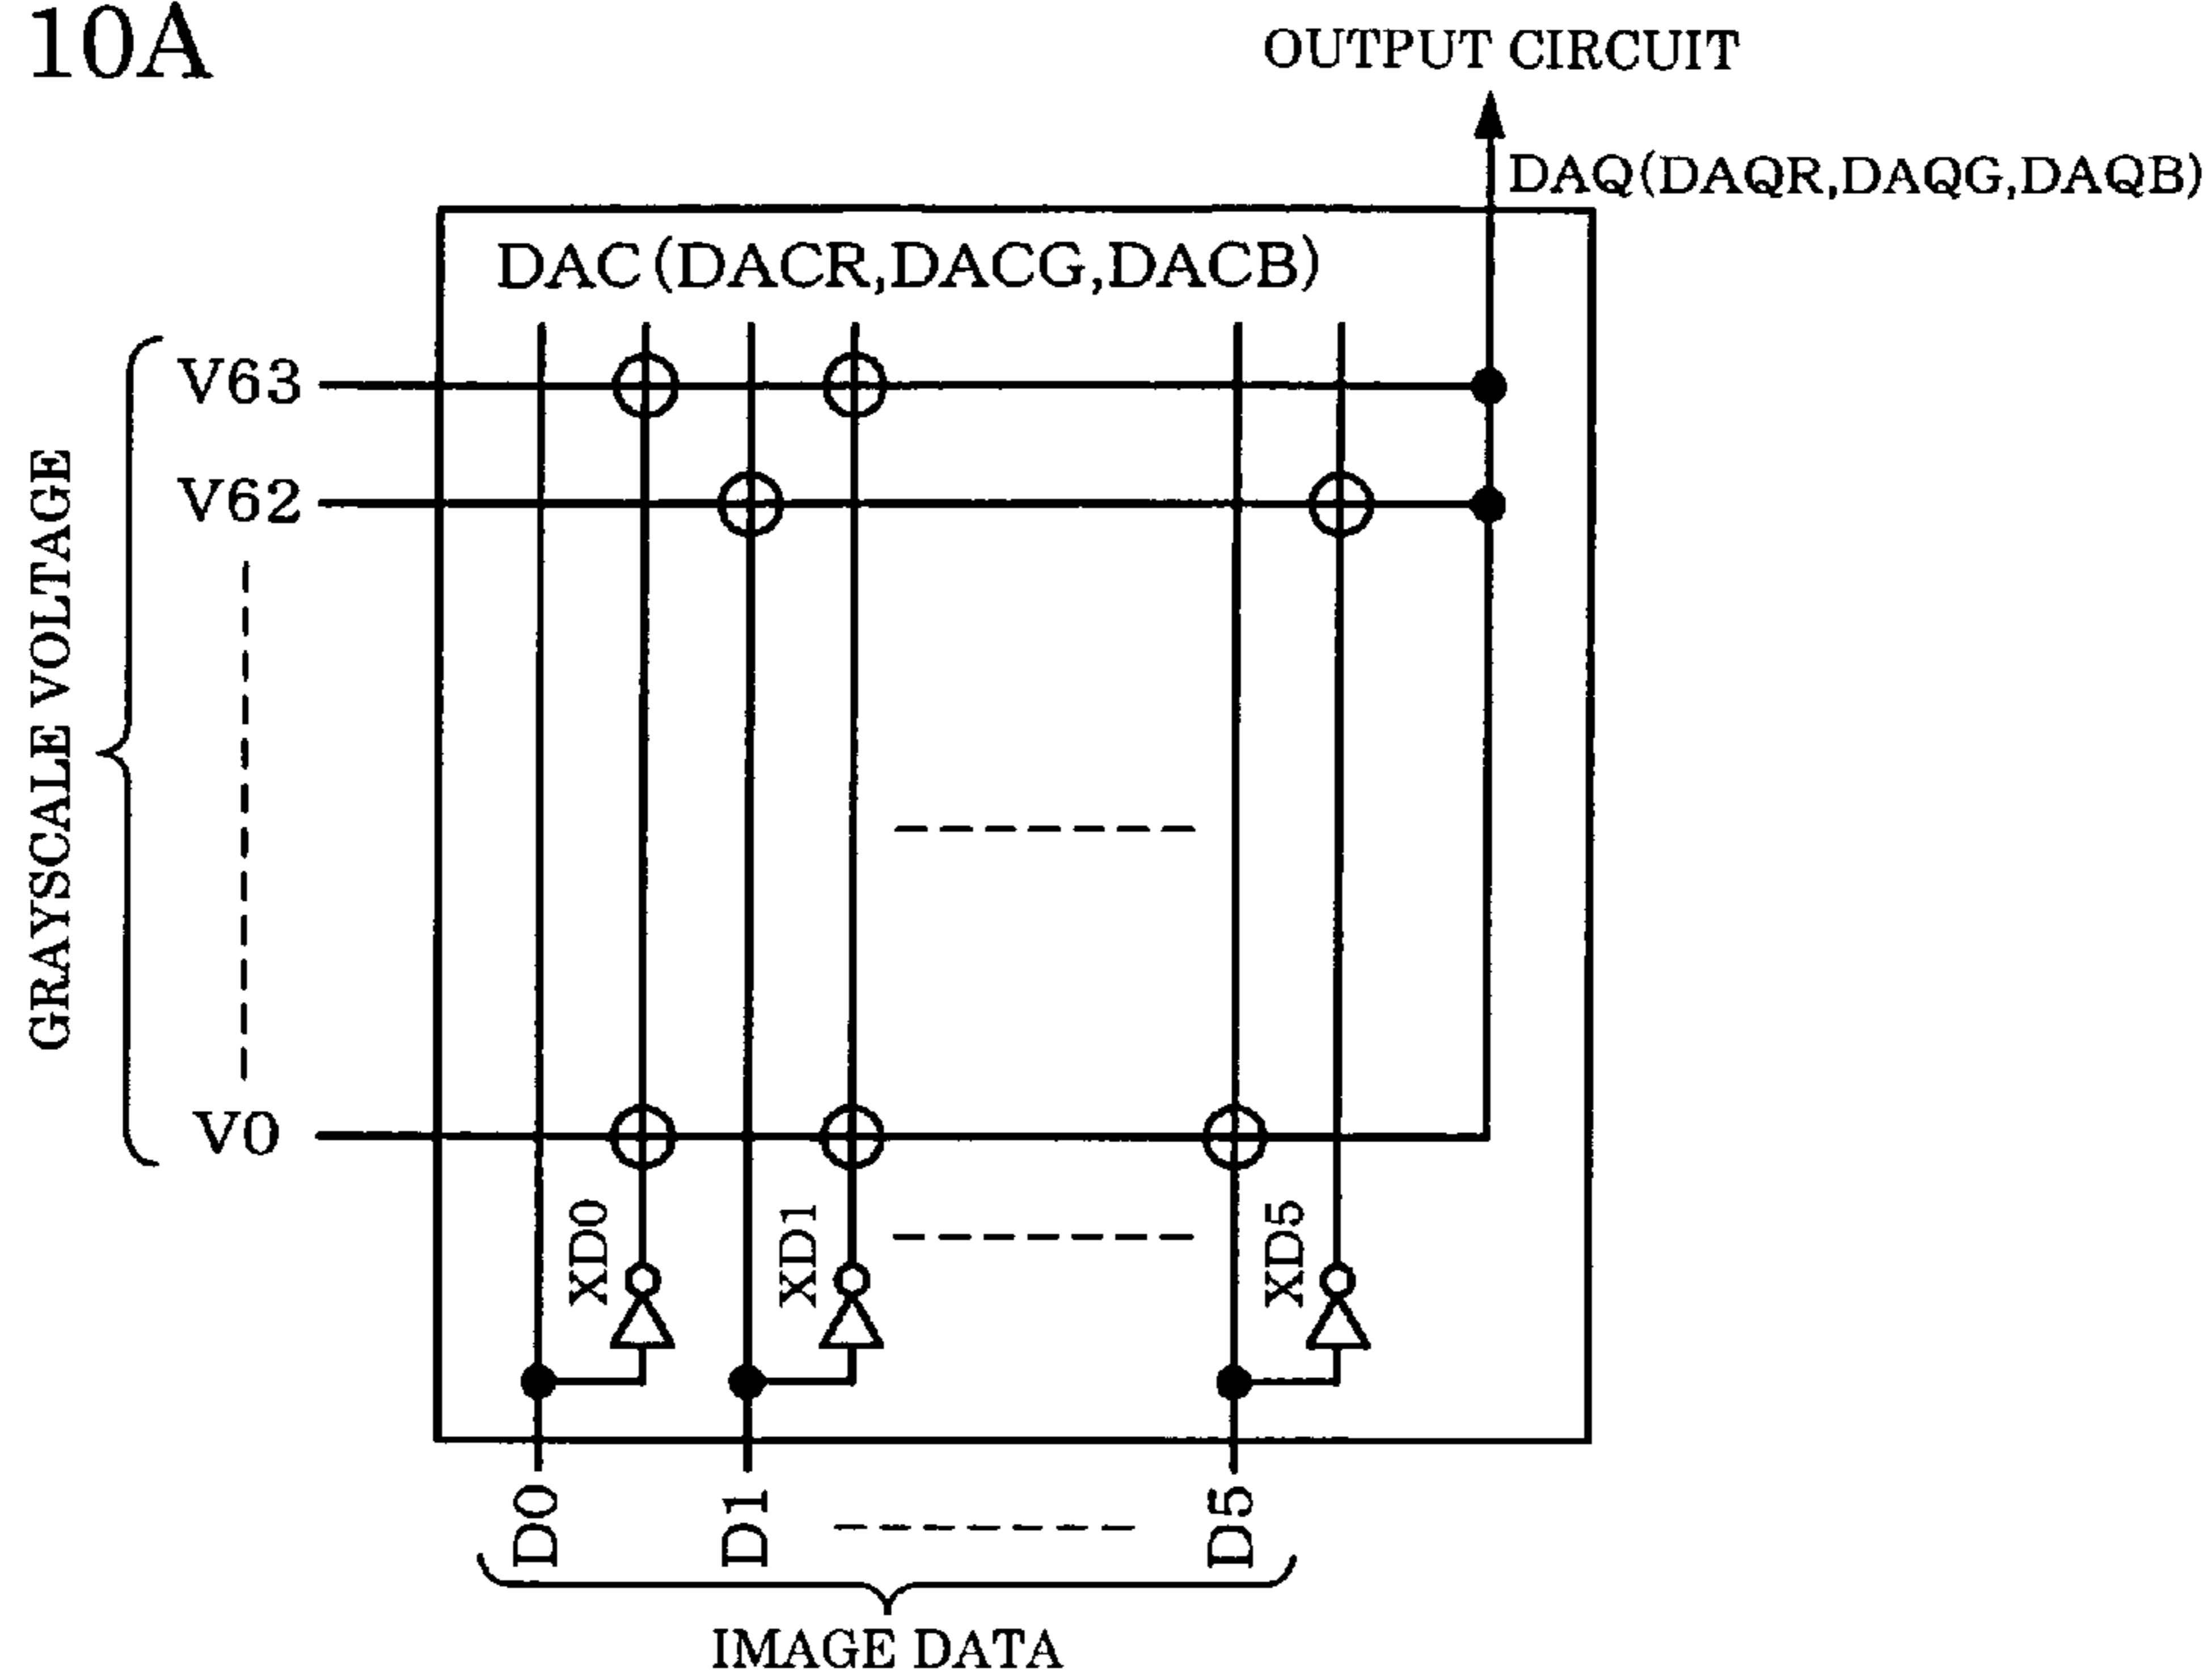 10A
OUTPUT CIRCUIT
DAQ(DAQR,DAQG,DAQB)
DAC(DACR,DACG,DACB)
V63
V62
GRAYSCALE VOLTAGE
V0
XD0
XD1
XD5
D0
D1
D5
IMAGE DATA